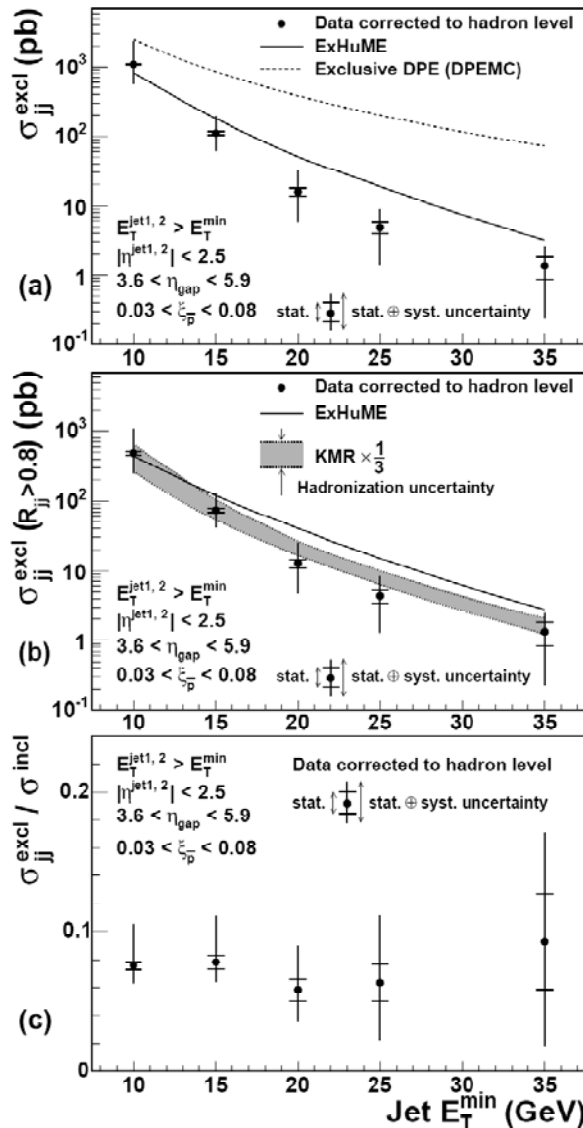 σ_jj^excl (pb)
Data corrected to hadron level
ExHuME
Exclusive DPE (DPEMC)
10^3
10^2
10
1
10^-1
E_T^jet1, 2 > E_T^min
|η^jet1, 2| < 2.5
3.6 < η_gap < 5.9
0.03 < ξ_p̅ < 0.08
stat. stat. ⊕ syst. uncertainty
(a)
10 15 20 25 30 35
σ_jj^excl (R_jj>0.8) (pb)
Data corrected to hadron level
ExHuME
KMR × 1/3
Hadronization uncertainty
10^3
10^2
10
1
10^-1
E_T^jet1, 2 > E_T^min
|η^jet1, 2| < 2.5
3.6 < η_gap < 5.9
0.03 < ξ_p̅ < 0.08
stat. stat. ⊕ syst. uncertainty
(b)
10 15 20 25 30 35
σ_jj^excl / σ^incl
E_T^jet1, 2 > E_T^min
|η^jet1, 2| < 2.5
3.6 < η_gap < 5.9
0.03 < ξ_p̅ < 0.08
Data corrected to hadron level
stat. stat. ⊕ syst. uncertainty
0.2
0.1
0
(c)
10 15 20 25 30 35
Jet E_T^min (GeV)